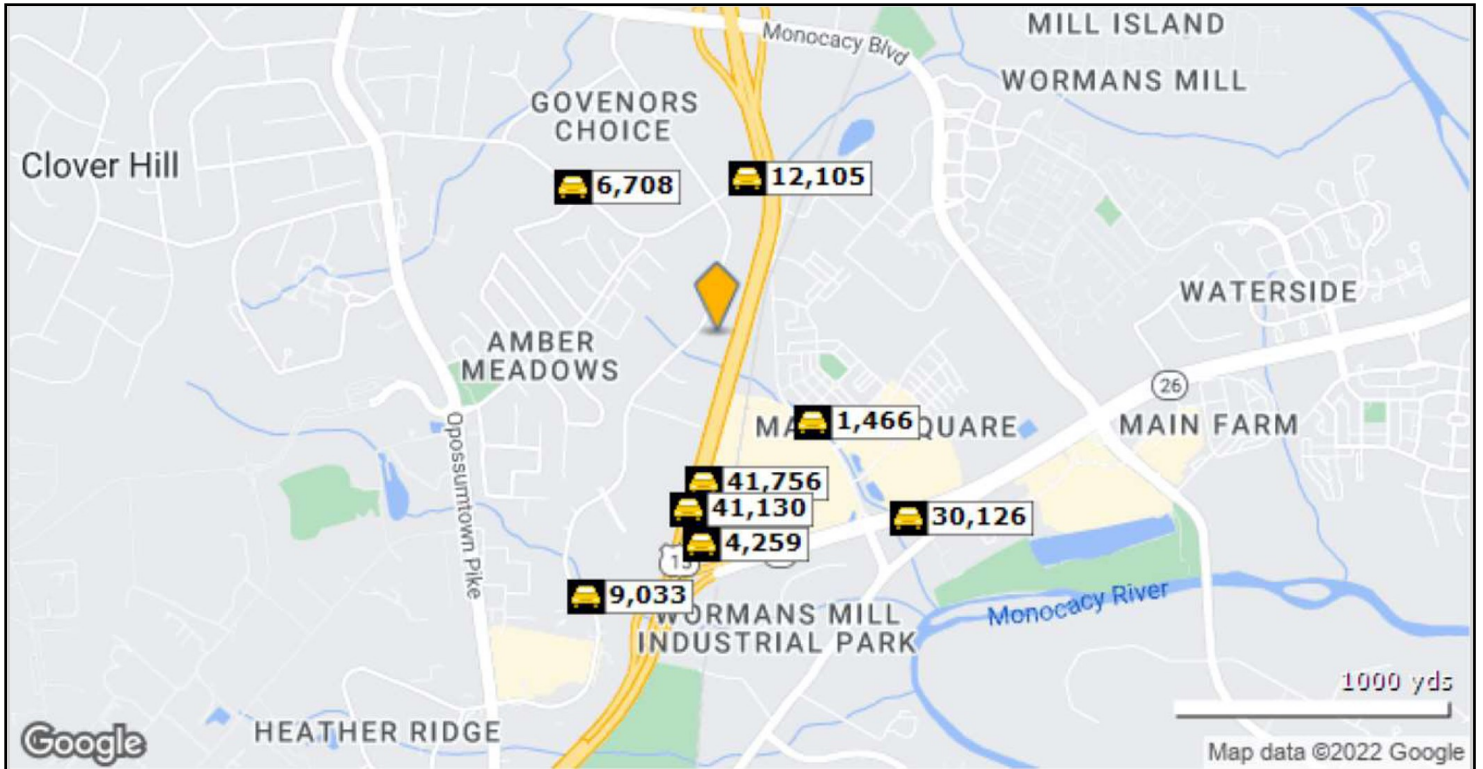 MILL ISLAND
Monocacy Blvd
WORMANS MILL
GOVENORS
CHOICE
Clover Hill
6,708
12,105
WATERSIDE
AMBER
MEADOWS
26
1,466
QUARE
MAIN FARM
Opossumtown Pike
41,756
41,130
30,126
4,259
15
9,033
Monocacy River
WORMANS MILL
INDUSTRIAL PARK
1000 yds
HEATHER RIDGE
Google
Map data ©2022 Google